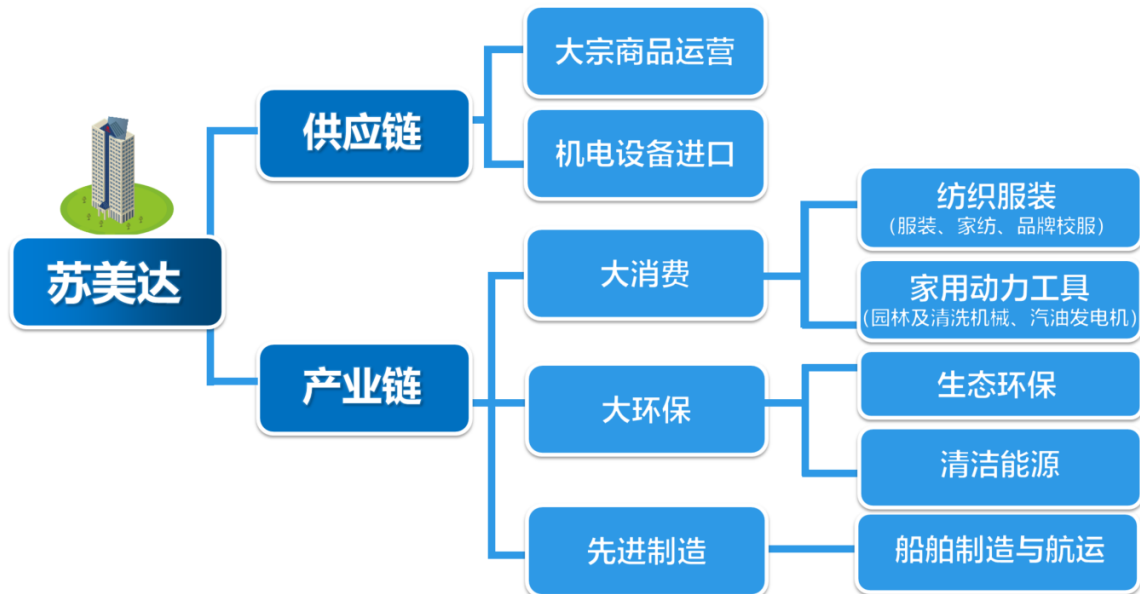 苏美达
供应链
大宗商品运营
机电设备进口
产业链
大消费
纺织服装
(服装、家纺、品牌校服)
家用动力工具
(园林及清洗机械、汽油发电机)
大环保
生态环保
清洁能源
先进制造
船舶制造与航运